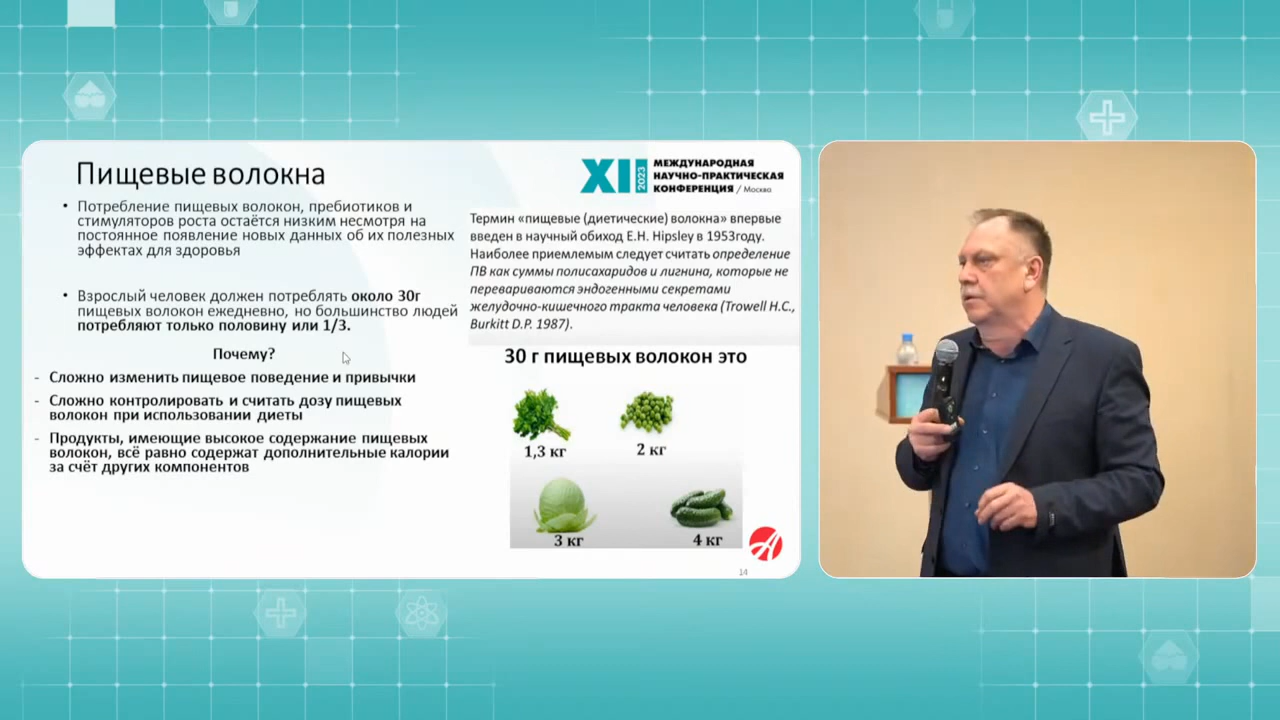 Пищевые волокна
XII 2023 МЕЖДУНАРОДНАЯ
НАУЧНО-ПРАКТИЧЕСКАЯ
КОНФЕРЕНЦИЯ / Москва
• Потребление пищевых волокон, пребиотиков и
стимуляторов роста остаётся низким несмотря на
постоянное появление новых данных об их полезных
эффектах для здоровья
• Взрослый человек должен потреблять около 30г
пищевых волокон ежедневно, но большинство людей
потребляют только половину или 1/3.
Почему?
- Сложно изменить пищевое поведение и привычки
- Сложно контролировать и считать дозу пищевых
волокон при использовании диеты
- Продукты, имеющие высокое содержание пищевых
волокон, всё равно содержат дополнительные калории
за счёт других компонентов
Термин «пищевые (диетические) волокна» впервые
введен в научный обиход E.H. Hipsley в 1953году.
Наиболее приемлемым следует считать определение
ПВ как суммы полисахаридов и лигнина, которые не
перевариваются эндогенными секретами
желудочно-кишечного тракта человека (Trowell H.C.,
Burkitt D.P. 1987).
30 г пищевых волокон это
1,3 кг
2 кг
3 кг
4 кг
14